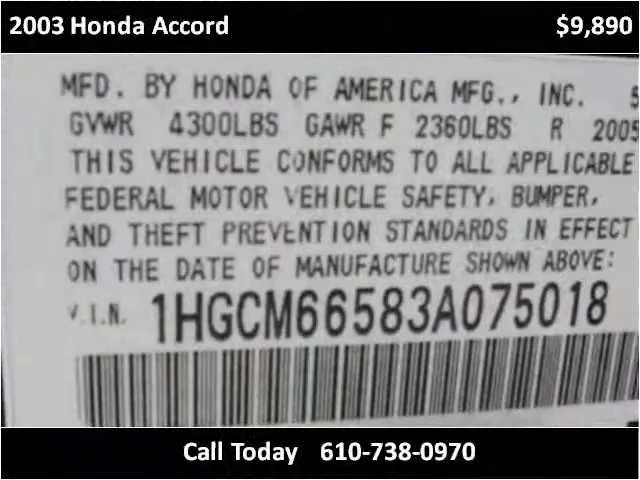 2003 Honda Accord $9,890
MFD. BY HONDA OF AMERICA MFG., INC. 5
GVWR 4300LBS GAWR F 2360LBS R 2005
THIS VEHICLE CONFORMS TO ALL APPLICABLE
FEDERAL MOTOR VEHICLE SAFETY, BUMPER,
AND THEFT PREVENTION STANDARDS IN EFFECT
ON THE DATE OF MANUFACTURE SHOWN ABOVE:
V.I.N. 1HGCM66583A075018
Call Today 610-738-0970